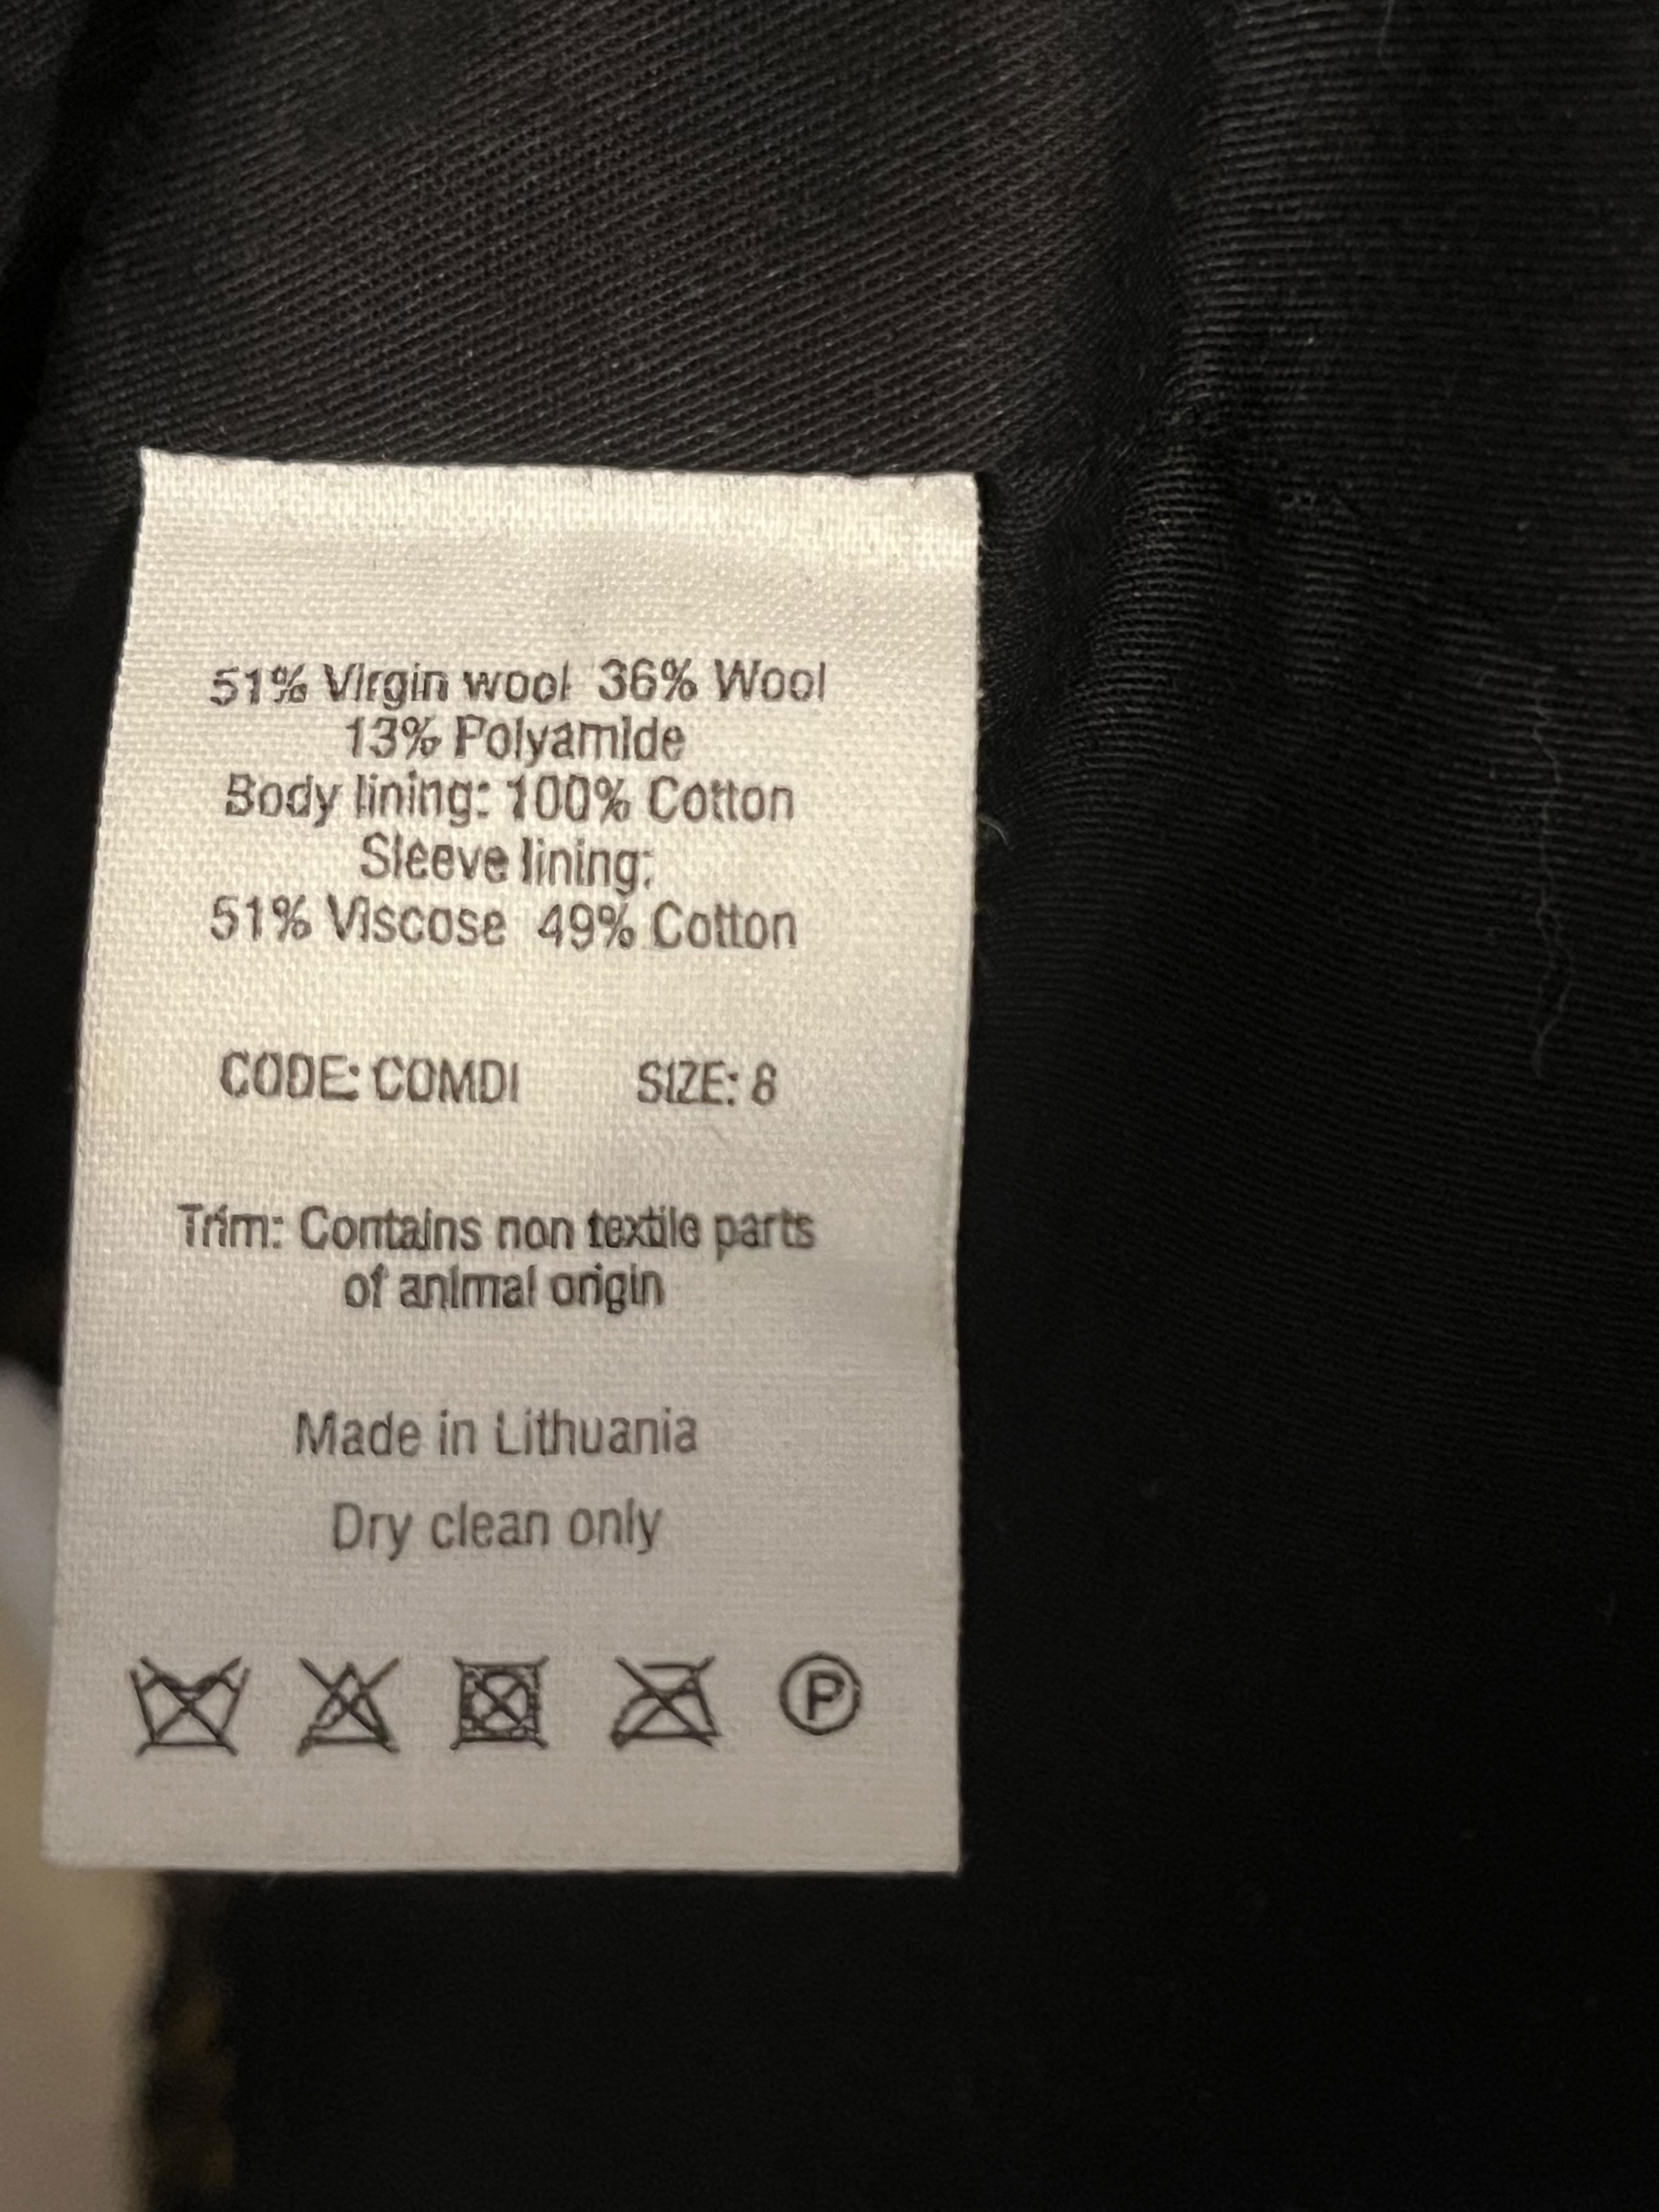 51% Virgin wool 36% Wool
13% Polyamide
Body lining: 100% Cotton
Sleeve lining:
51% Viscose 49% Cotton
CODE: COMDI SIZE: 8
Trim: Contains non textile parts
of animal origin
Made in Lithuania
Dry clean only
P